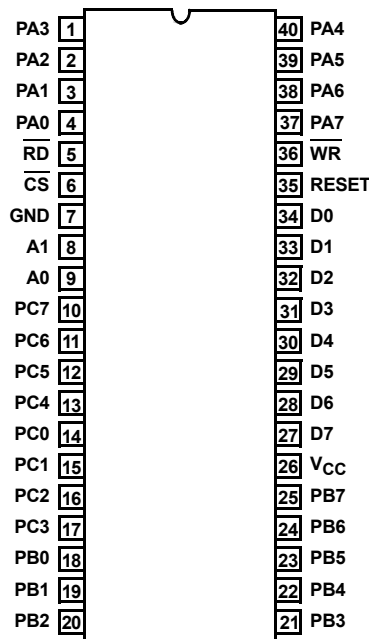 PA3 1 40 PA4
PA2 2 39 PA5
PA1 3 38 PA6
PA0 4 37 PA7
R̅D̅ 5 36 W̅R̅
C̅S̅ 6 35 RESET
GND 7 34 D0
A1 8 33 D1
A0 9 32 D2
PC7 10 31 D3
PC6 11 30 D4
PC5 12 29 D5
PC4 13 28 D6
PC0 14 27 D7
PC1 15 26 VCC
PC2 16 25 PB7
PC3 17 24 PB6
PB0 18 23 PB5
PB1 19 22 PB4
PB2 20 21 PB3